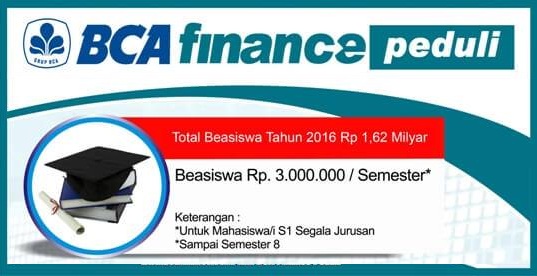 BCA finance peduli
GRUP BCA
Total Beasiswa Tahun 2016 Rp 1,62 Milyar
Beasiswa Rp. 3.000.000 / Semester*
Keterangan :
*Untuk Mahasiswa/i S1 Segala Jurusan
*Sampai Semester 8